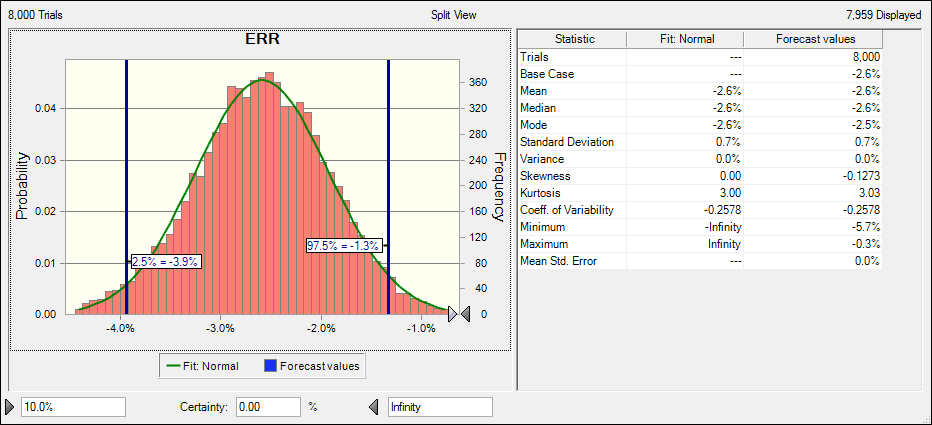 8,000 Trials Split View 7,959 Displayed
ERR
Probability
0.04
0.03
0.02
0.01
0.00
360
320
280
240
200
160
120
80
40
0
Frequency
2.5% = -3.9%
97.5% = -1.3%
-4.0% -3.0% -2.0% -1.0%
Fit: Normal Forecast values
Statistic Fit: Normal Forecast values
Trials --- 8,000
Base Case --- -2.6%
Mean -2.6% -2.6%
Median -2.6% -2.6%
Mode -2.6% -2.5%
Standard Deviation 0.7% 0.7%
Variance 0.0% 0.0%
Skewness 0.00 -0.1273
Kurtosis 3.00 3.03
Coeff. of Variability -0.2578 -0.2578
Minimum -Infinity -5.7%
Maximum Infinity -0.3%
Mean Std. Error --- 0.0%
10.0% Certainty: 0.00 % Infinity